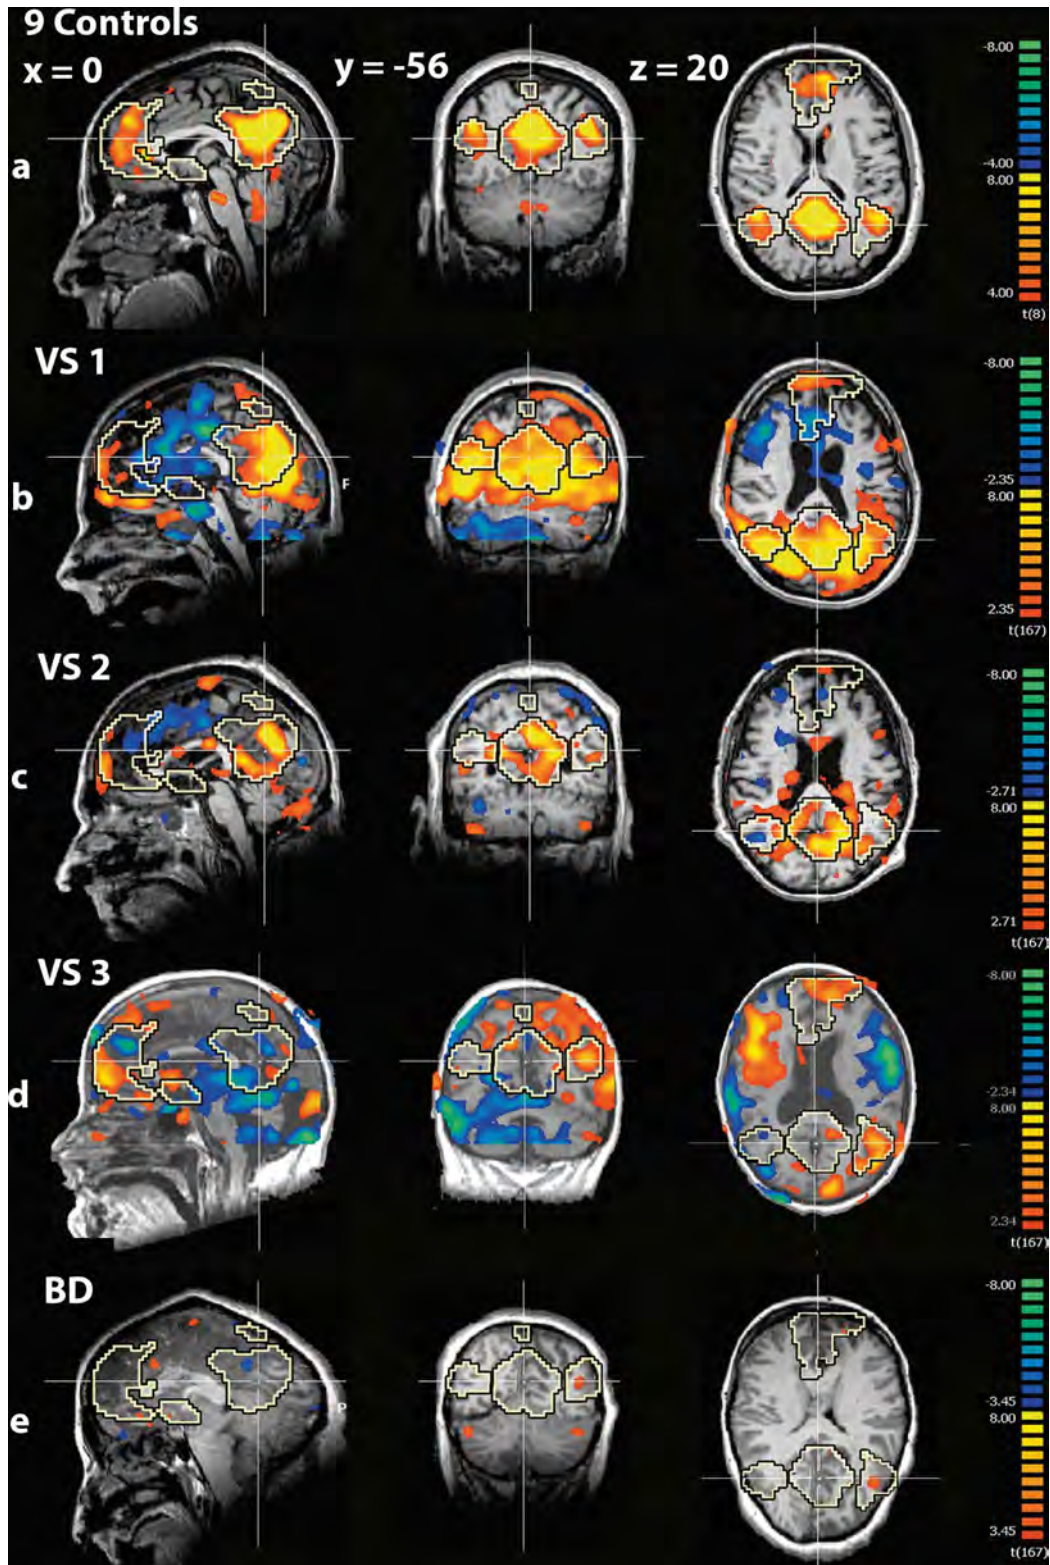 9 Controls
x = 0 y = -56 z = 20
-8.00
-4.00
8.00
a
4.00
t(8)
VS 1
-8.00
b
-2.35
8.00
2.35
t(167)
VS 2
-8.00
c
-2.71
8.00
2.71
t(167)
VS 3
-8.00
d
-2.34
8.00
2.34
t(167)
BD
-8.00
e
-3.45
8.00
3.45
t(167)